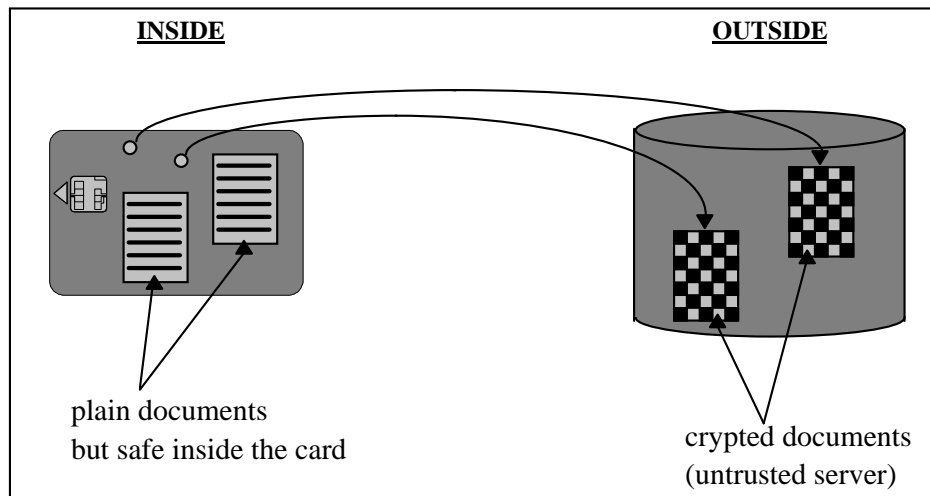 INSIDE
OUTSIDE
plain documents
but safe inside the card
crypted documents
(untrusted server)